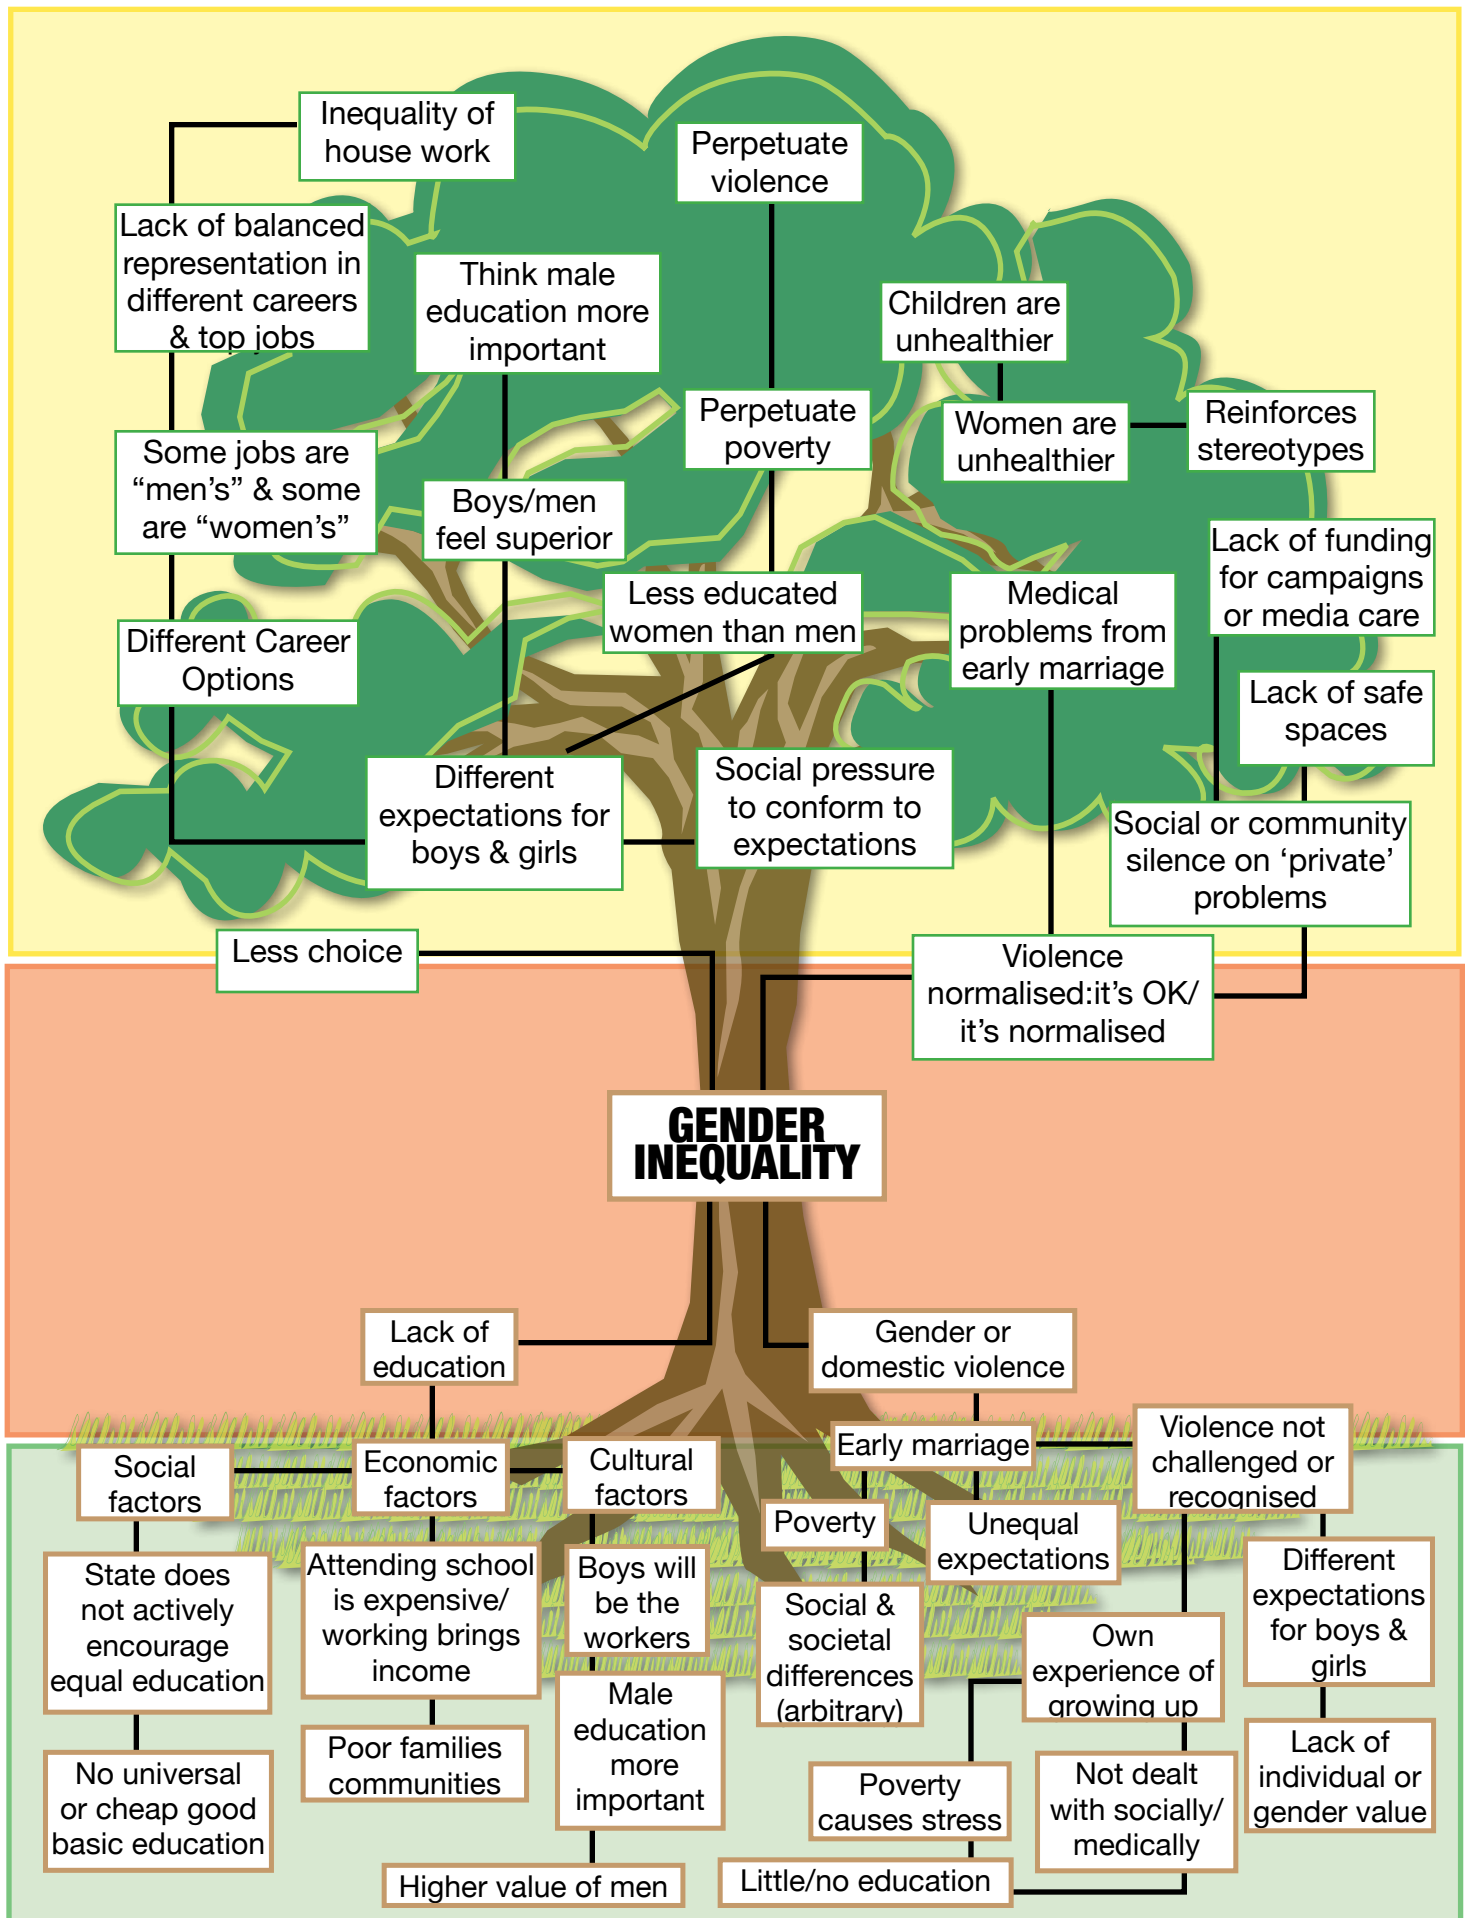 Inequality of
house work
Perpetuate
violence
Lack of balanced
representation in
different careers
& top jobs
Think male
education more
important
Children are
unhealthier
Perpetuate
poverty
Women are
unhealthier
Reinforces
stereotypes
Some jobs are
“men’s” & some
are “women’s”
Boys/men
feel superior
Lack of funding
for campaigns
or media care
Less educated
women than men
Medical
problems from
early marriage
Different Career
Options
Lack of safe
spaces
Different
expectations for
boys & girls
Social pressure
to conform to
expectations
Social or community
silence on ‘private’
problems
Less choice
Violence
normalised:it’s OK/
it’s normalised
GENDER
INEQUALITY
Lack of
education
Gender or
domestic violence
Social
factors
Economic
factors
Cultural
factors
Early marriage
Violence not
challenged or
recognised
Poverty
Unequal
expectations
State does
not actively
encourage
equal education
Attending school
is expensive/
working brings
income
Boys will
be the
workers
Social &
societal
differences
(arbitrary)
Own
experience of
growing up
Different
expectations
for boys &
girls
No universal
or cheap good
basic education
Poor families
communities
Male
education
more
important
Poverty
causes stress
Not dealt
with socially/
medically
Lack of
individual or
gender value
Higher value of men
Little/no education